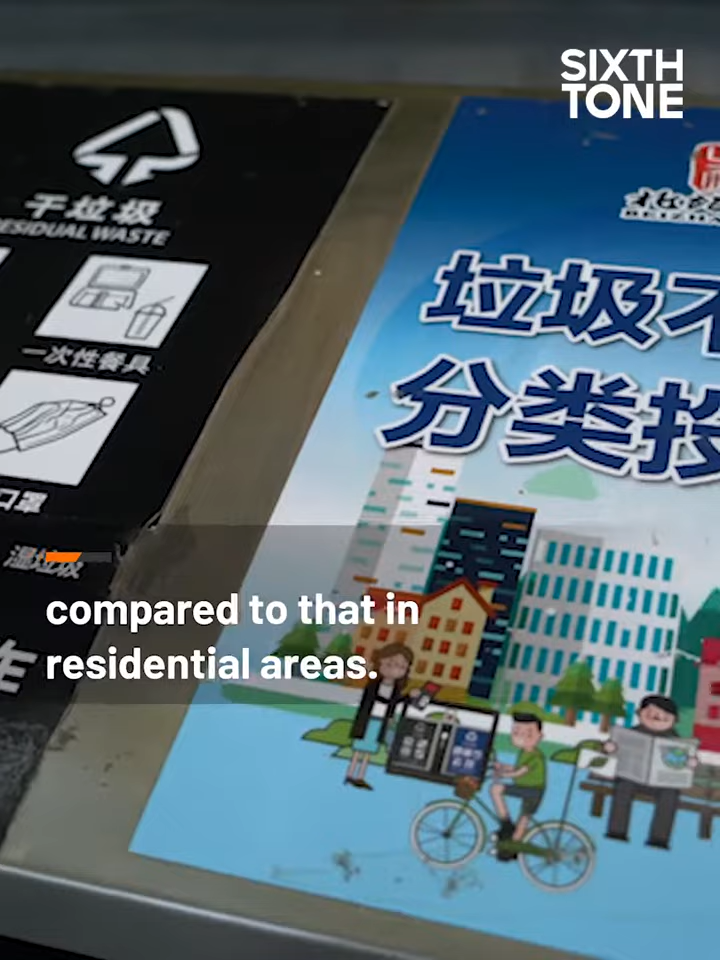 SIXTH
TONE
干垃圾
RESIDUAL WASTE
一次性餐具
口罩
湿垃圾
垃圾不
分类投
compared to that in
residential areas.